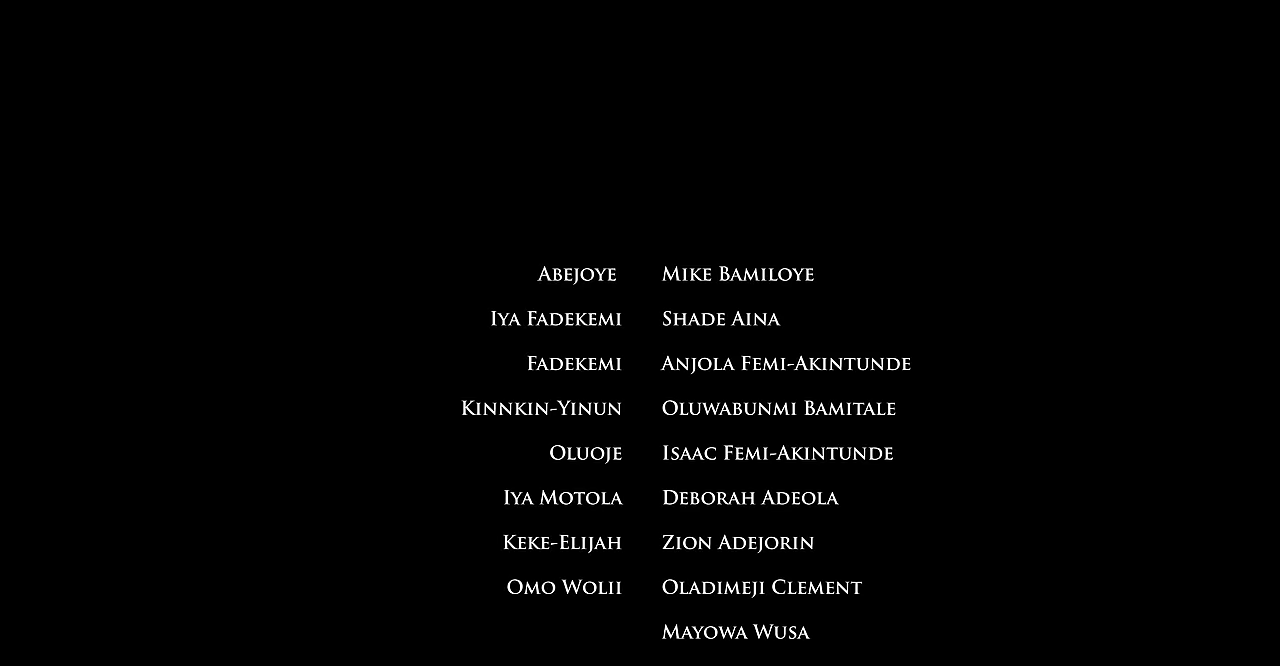 Abejoye Mike Bamiloye
Iya Fadekemi Shade Aina
Fadekemi Anjola Femi-Akintunde
Kinnkin-Yinun Oluwabunmi Bamitale
Oluoje Isaac Femi-Akintunde
Iya Motola Deborah Adeola
Keke-Elijah Zion Adejorin
Omo Wolii Oladimeji Clement
Mayowa Wusa